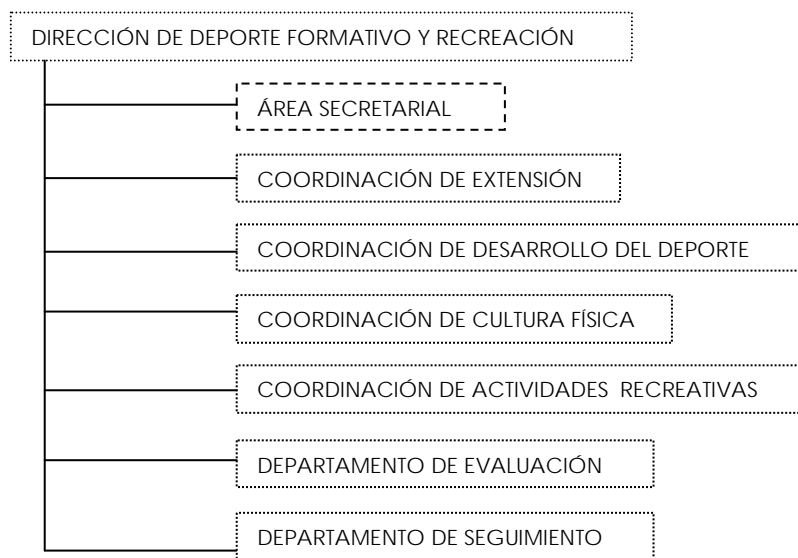 DIRECCIÓN DE DEPORTE FORMATIVO Y RECREACIÓN
ÁREA SECRETARIAL
COORDINACIÓN DE EXTENSIÓN
COORDINACIÓN DE DESARROLLO DEL DEPORTE
COORDINACIÓN DE CULTURA FÍSICA
COORDINACIÓN DE ACTIVIDADES RECREATIVAS
DEPARTAMENTO DE EVALUACIÓN
DEPARTAMENTO DE SEGUIMIENTO